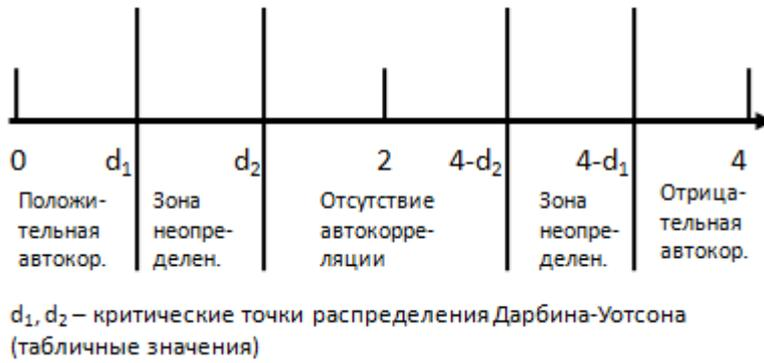 0 d₁ d₂ 2 4-d₂ 4-d₁ 4
Положи-
тельная
автокор.
Зона
неопре-
делен.
Отсутствие
автокорре-
ляции
Зона
неопре-
делен.
Отрица-
тельная
автокор.
d₁, d₂ – критические точки распределения Дарбина-Уотсона
(табличные значения)